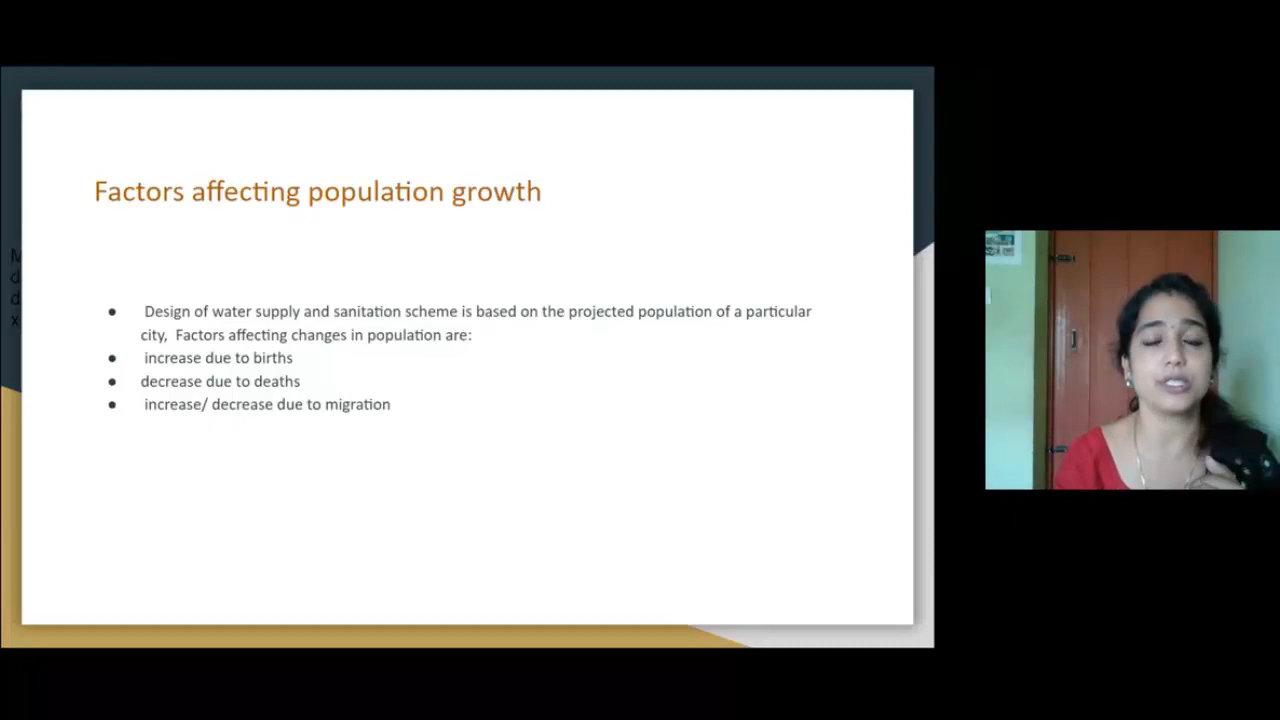 Factors affecting population growth
● Design of water supply and sanitation scheme is based on the projected population of a particular
city, Factors affecting changes in population are:
● increase due to births
● decrease due to deaths
● increase/ decrease due to migration